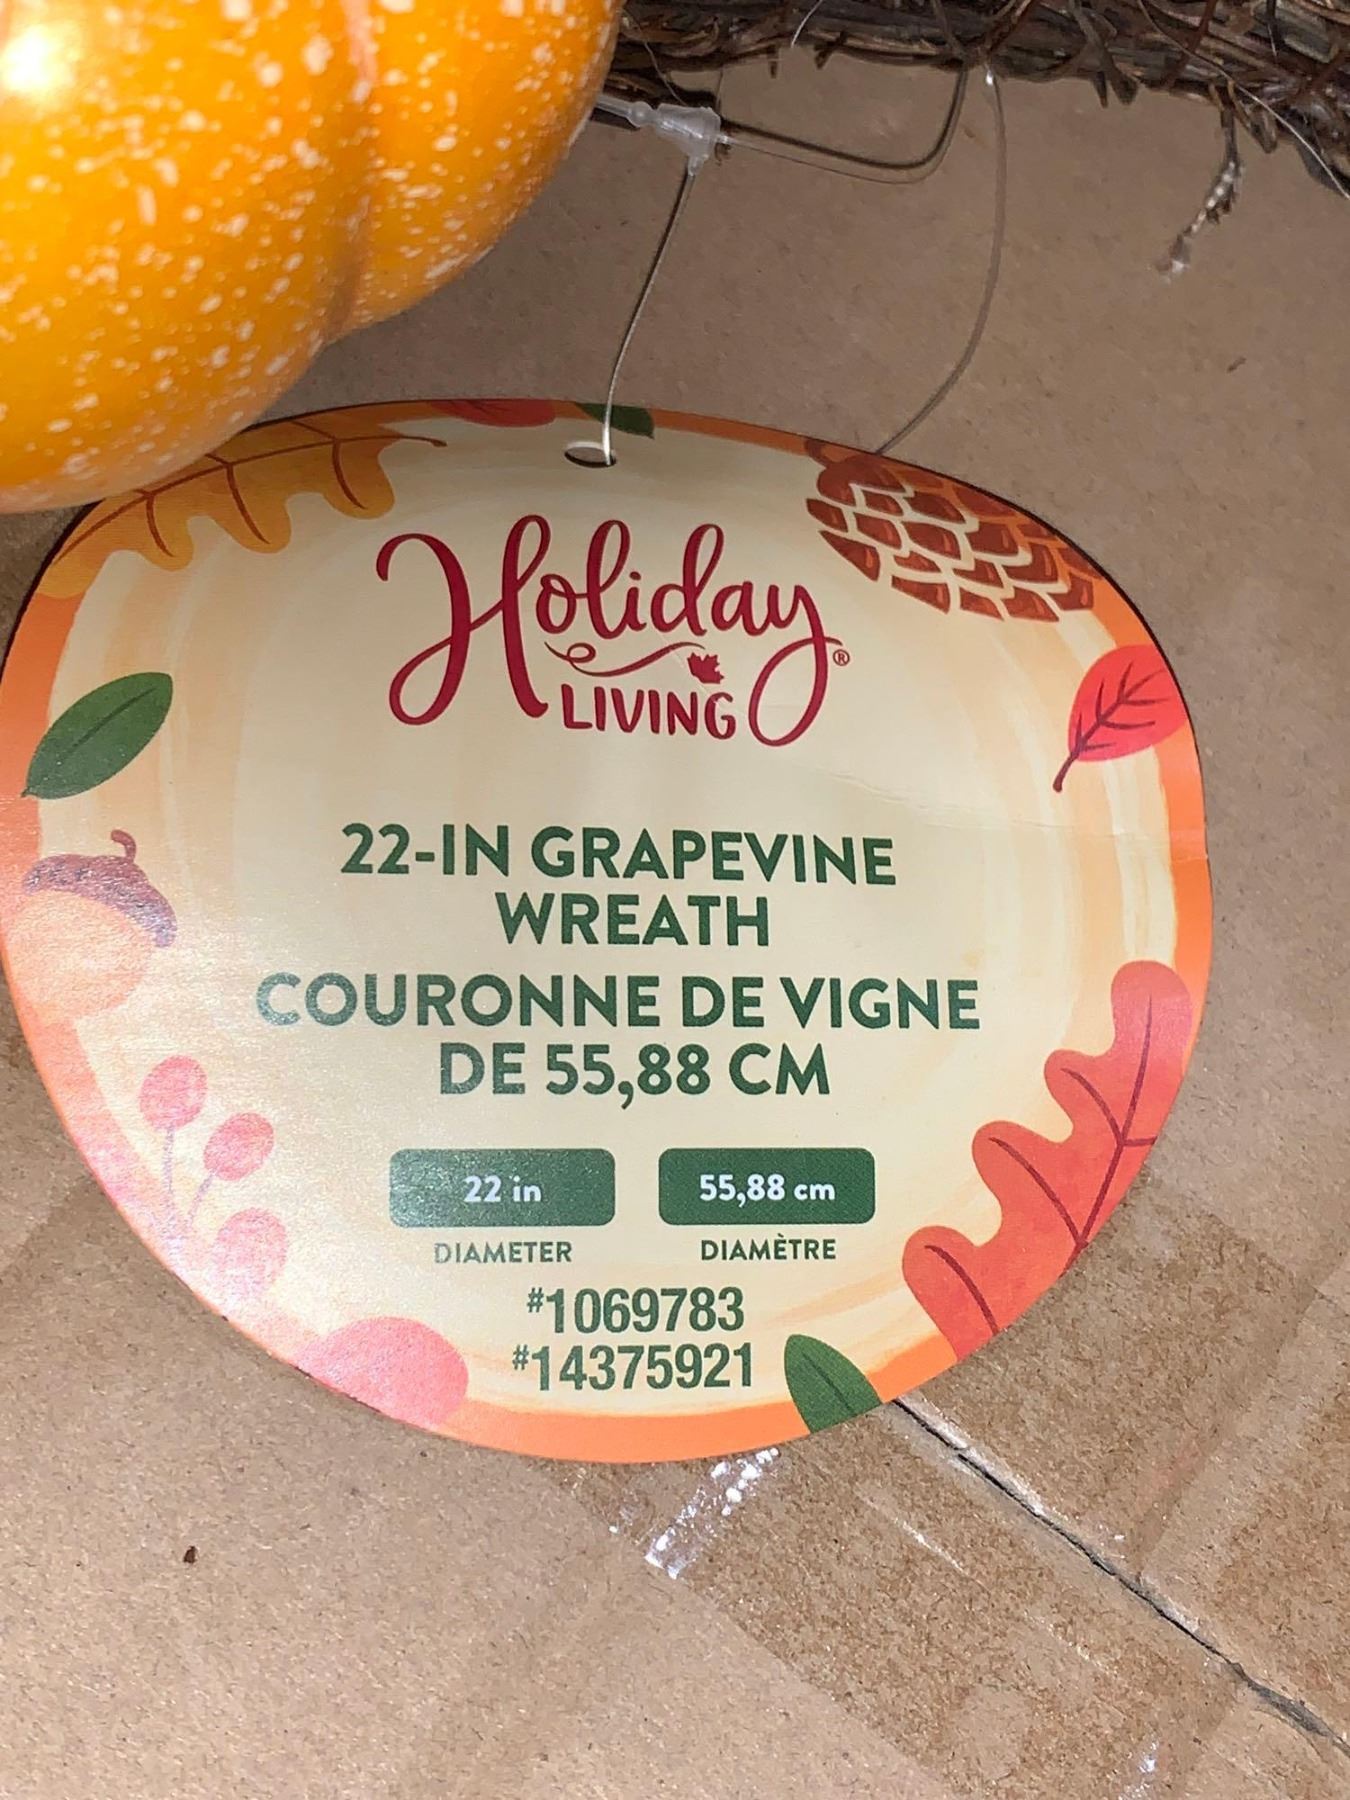 Holiday®
LIVING
22-IN GRAPEVINE
WREATH
COURONNE DE VIGNE
DE 55,88 CM
22 in 55,88 cm
DIAMETER DIAMÈTRE
#1069783
#14375921